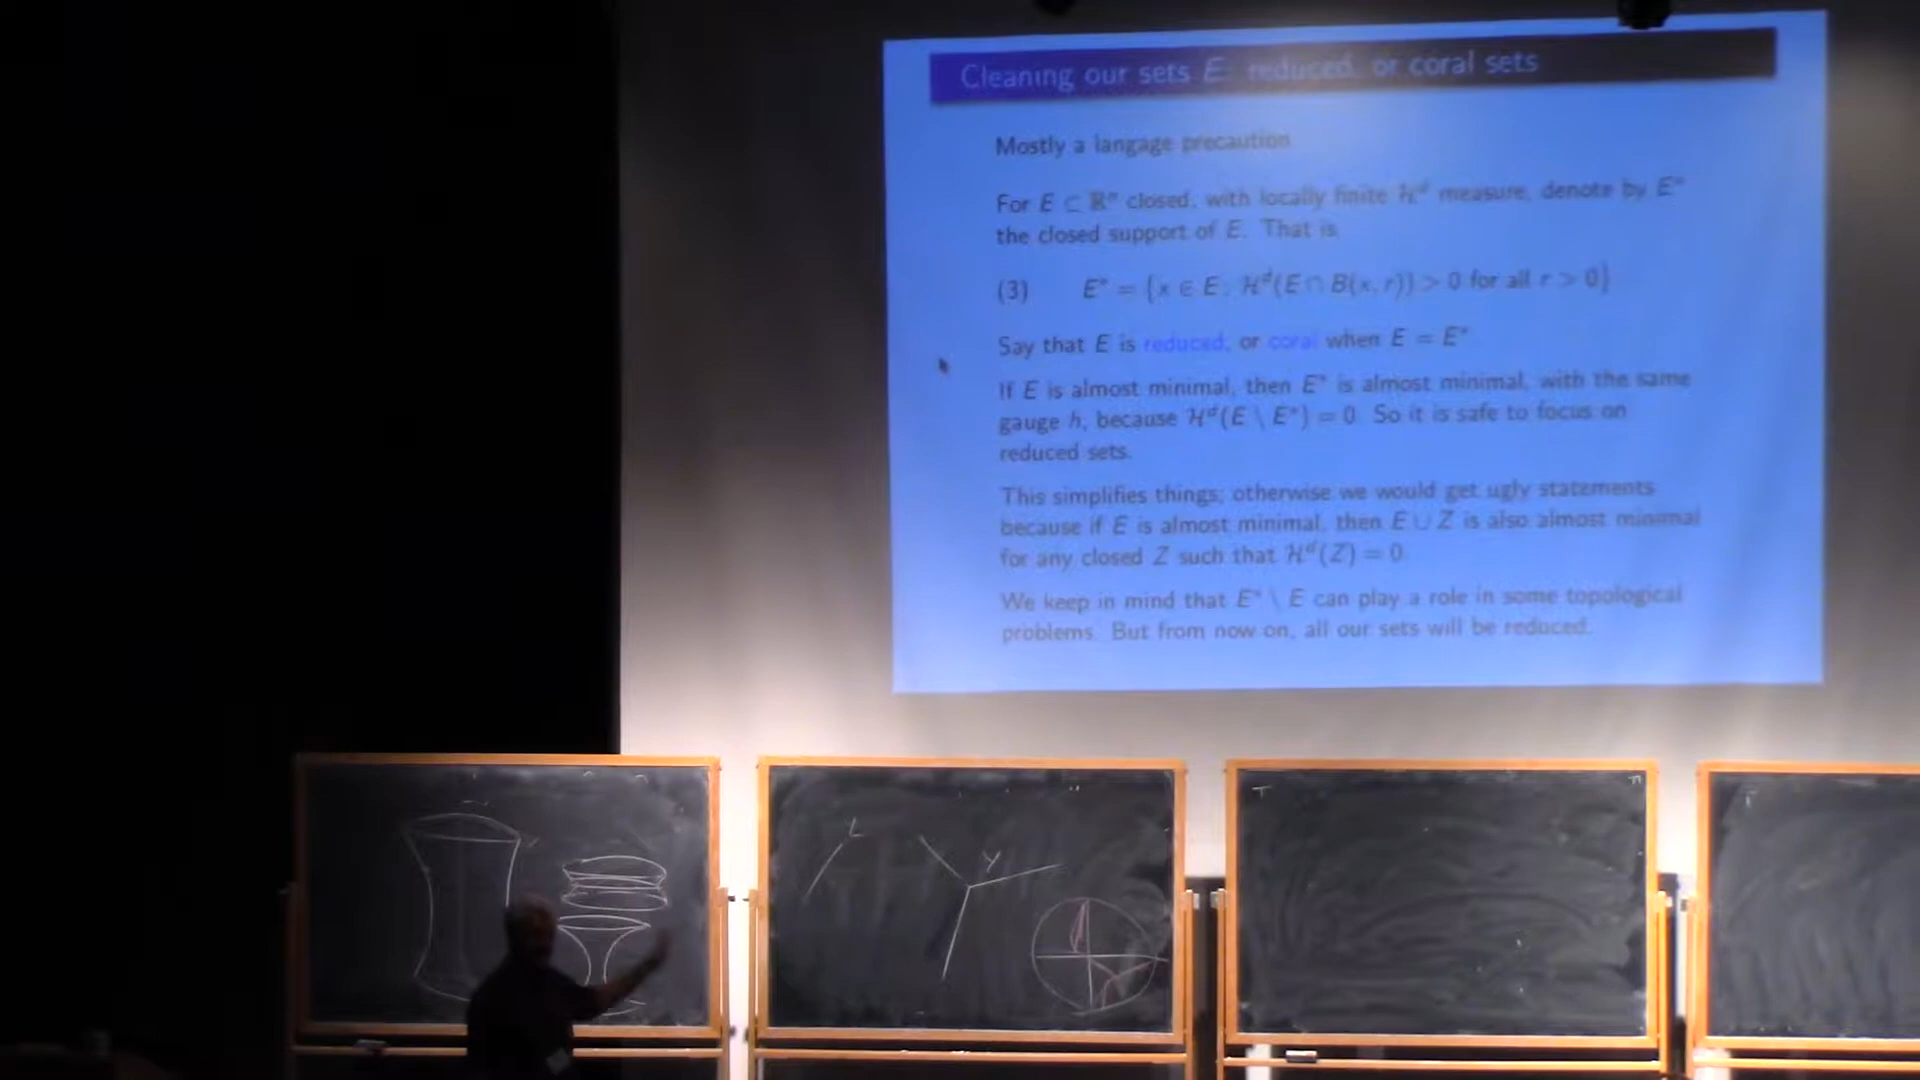 Cleaning our sets E: reduced, or coral sets
Mostly a langage precaution
For E ⊂ ℝⁿ closed, with locally finite ℋᵈ measure, denote by E*
the closed support of E. That is,
(3) E* = {x ∈ E ; ℋᵈ(E ∩ B(x, r)) > 0 for all r > 0}
Say that E is reduced, or coral when E = E*
If E is almost minimal, then E* is almost minimal, with the same
gauge h, because ℋᵈ(E \ E*) = 0. So it is safe to focus on
reduced sets.
This simplifies things; otherwise we would get ugly statements
because if E is almost minimal, then E ∪ Z is also almost minimal
for any closed Z such that ℋᵈ(Z) = 0
We keep in mind that E* \ E can play a role in some topological
problems. But from now on, all our sets will be reduced.
Y